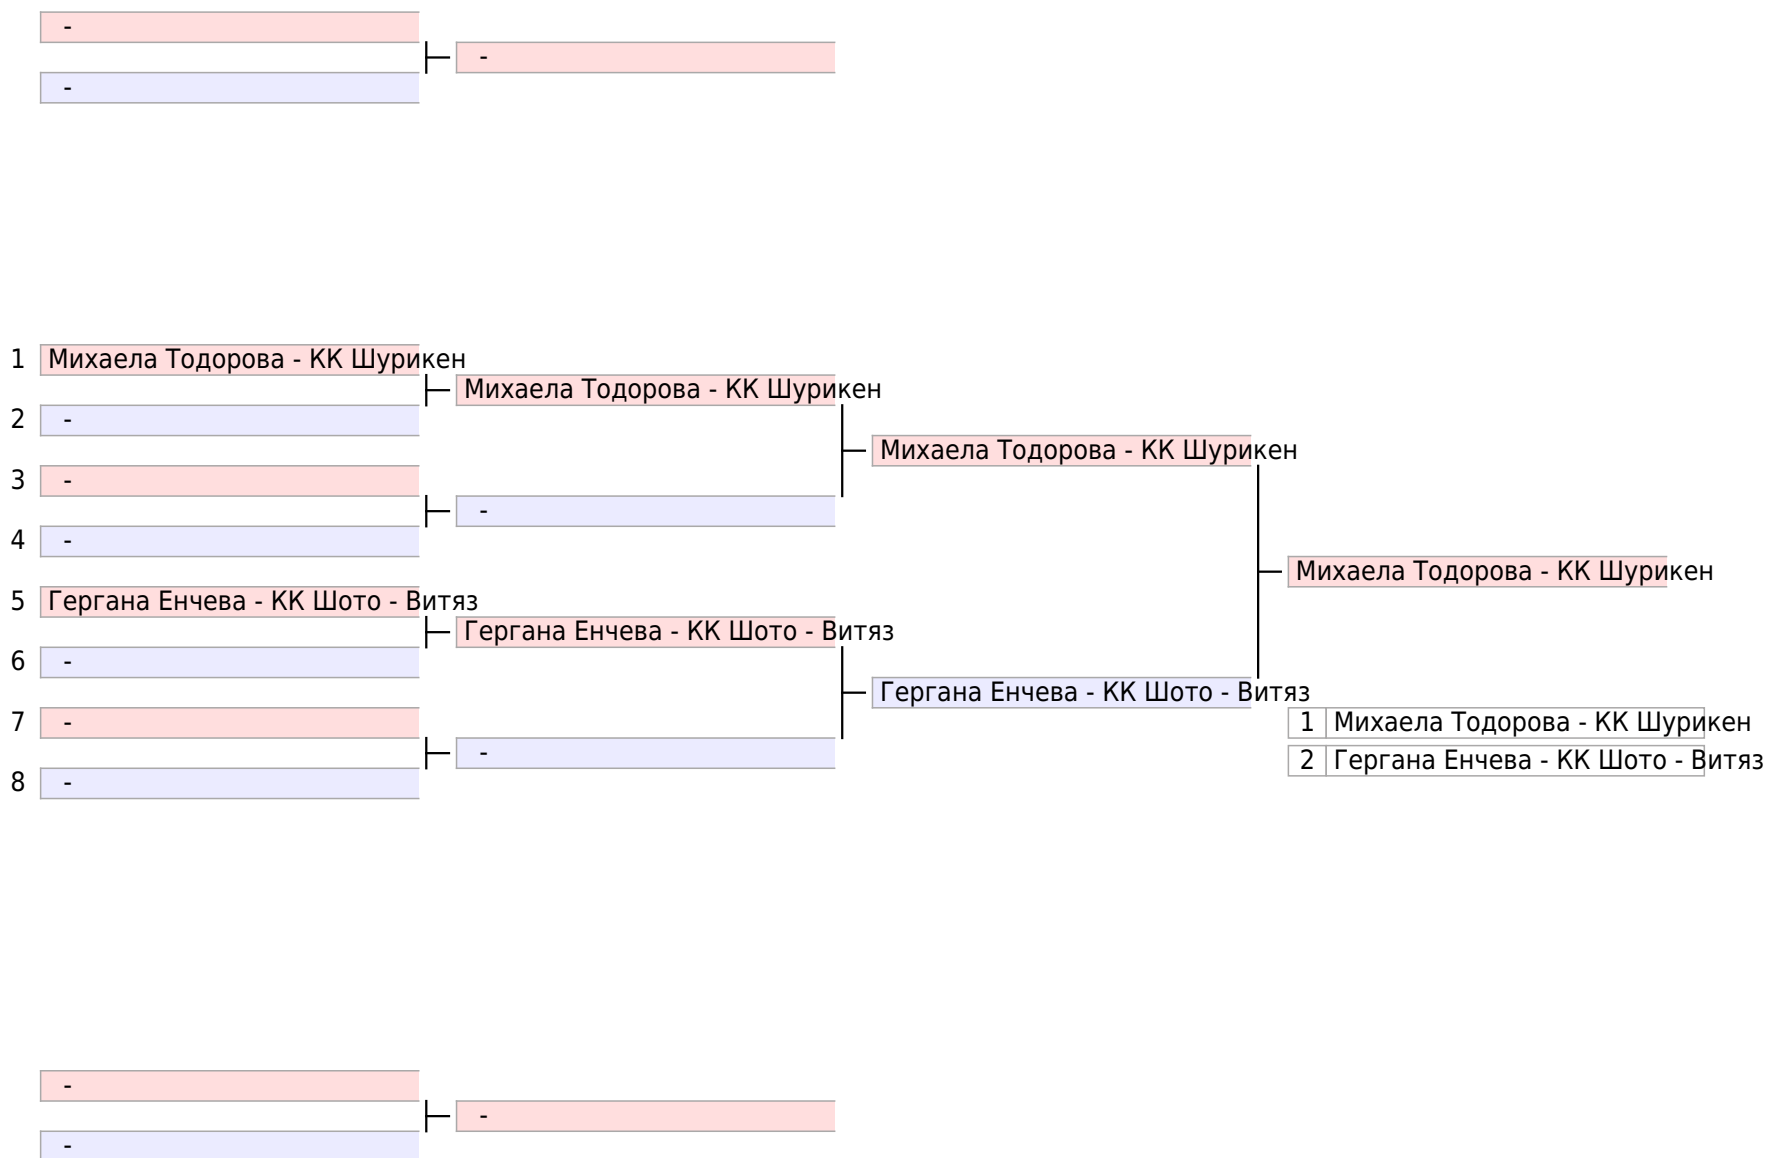 -
-
-
1 Михаела Тодорова - КК Шурикен
Михаела Тодорова - КК Шурикен
2 -
Михаела Тодорова - КК Шурикен
3 -
-
4 -
Михаела Тодорова - КК Шурикен
5 Гергана Енчева - КК Шото - Витяз
Гергана Енчева - КК Шото - Витяз
6 -
Гергана Енчева - КК Шото - Витяз
7 -
1 Михаела Тодорова - КК Шурикен
-
2 Гергана Енчева - КК Шото - Витяз
8 -
-
-
-